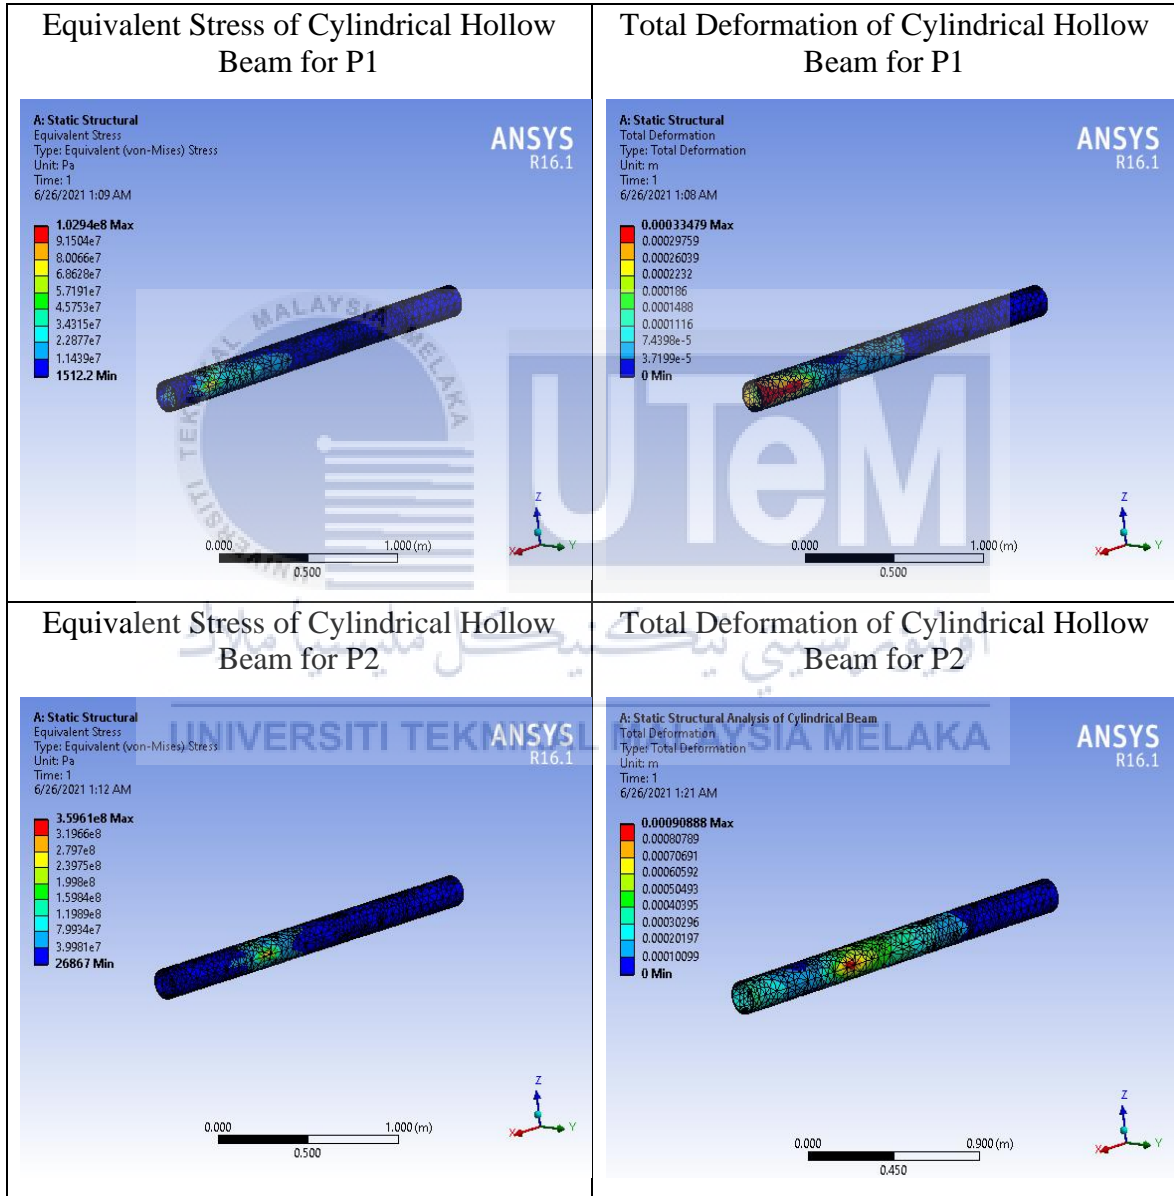 Equivalent Stress of Cylindrical Hollow
Beam for P1
A: Static Structural
Equivalent Stress
Type: Equivalent (von-Mises) Stress
Unit: Pa
Time: 1
6/26/2021 1:09 AM
ANSYS
R16.1
1.0294e8 Max
9.1504e7
8.0066e7
6.8628e7
5.7191e7
4.5753e7
3.4315e7
2.2877e7
1.1439e7
1512.2 Min
0.000
1.000 (m)
0.500
Z
X
Y
Total Deformation of Cylindrical Hollow
Beam for P1
A: Static Structural
Total Deformation
Type: Total Deformation
Unit: m
Time: 1
6/26/2021 1:08 AM
ANSYS
R16.1
0.00033479 Max
0.00029759
0.00026039
0.0002232
0.000186
0.0001488
0.0001116
7.4398e-5
3.7199e-5
0 Min
0.000
1.000 (m)
0.500
Z
X
Y
UNIVERSITI TEKNIKAL MALAYSIA MELAKA
UTeM
اونيۏرسيتي تيكنيكل مليسيا ملاك
UNIVERSITI TEKNIKAL MALAYSIA MELAKA
Equivalent Stress of Cylindrical Hollow
Beam for P2
A: Static Structural
Equivalent Stress
Type: Equivalent (von-Mises) Stress
Unit: Pa
Time: 1
6/26/2021 1:12 AM
ANSYS
R16.1
3.5961e8 Max
3.1966e8
2.797e8
2.3975e8
1.998e8
1.5984e8
1.1989e8
7.9934e7
3.9981e7
26867 Min
0.000
1.000 (m)
0.500
Z
X
Y
Total Deformation of Cylindrical Hollow
Beam for P2
A: Static Structural Analysis of Cylindrical Beam
Total Deformation
Type: Total Deformation
Unit: m
Time: 1
6/26/2021 1:21 AM
ANSYS
R16.1
0.00090888 Max
0.00080789
0.00070691
0.00060592
0.00050493
0.00040395
0.00030296
0.00020197
0.00010099
0 Min
0.000
0.900 (m)
0.450
Z
X
Y